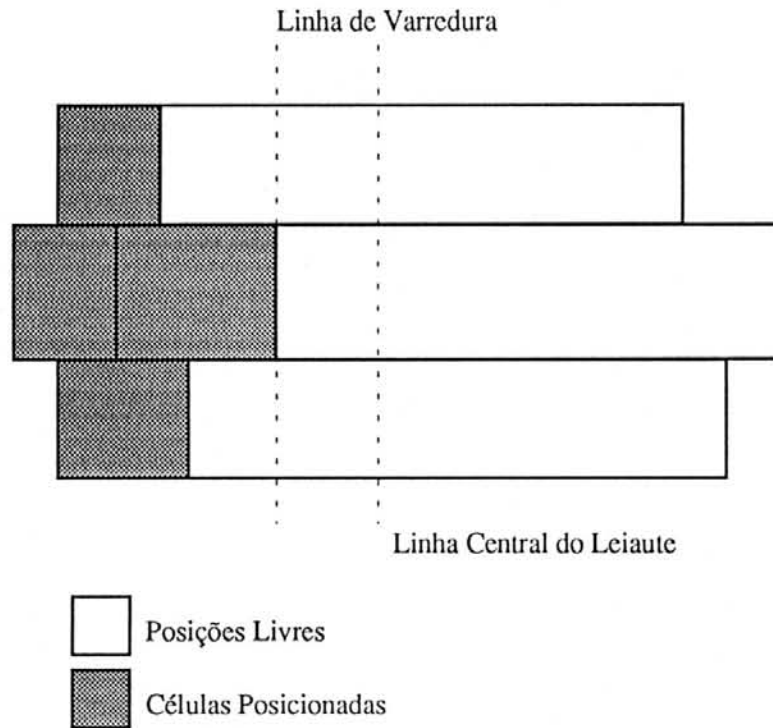 Linha de Varredura
Linha Central do Leiaute
Posições Livres
Células Posicionadas